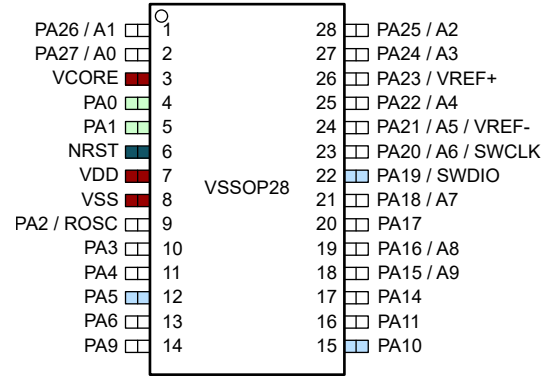 PA26 / A1 1 28 PA25 / A2
PA27 / A0 2 27 PA24 / A3
VCORE 3 26 PA23 / VREF+
PA0 4 25 PA22 / A4
PA1 5 24 PA21 / A5 / VREF-
NRST 6 23 PA20 / A6 / SWCLK
VDD 7 22 PA19 / SWDIO
VSSOP28
VSS 8 21 PA18 / A7
PA2 / ROSC 9 20 PA17
PA3 10 19 PA16 / A8
PA4 11 18 PA15 / A9
PA5 12 17 PA14
PA6 13 16 PA11
PA9 14 15 PA10